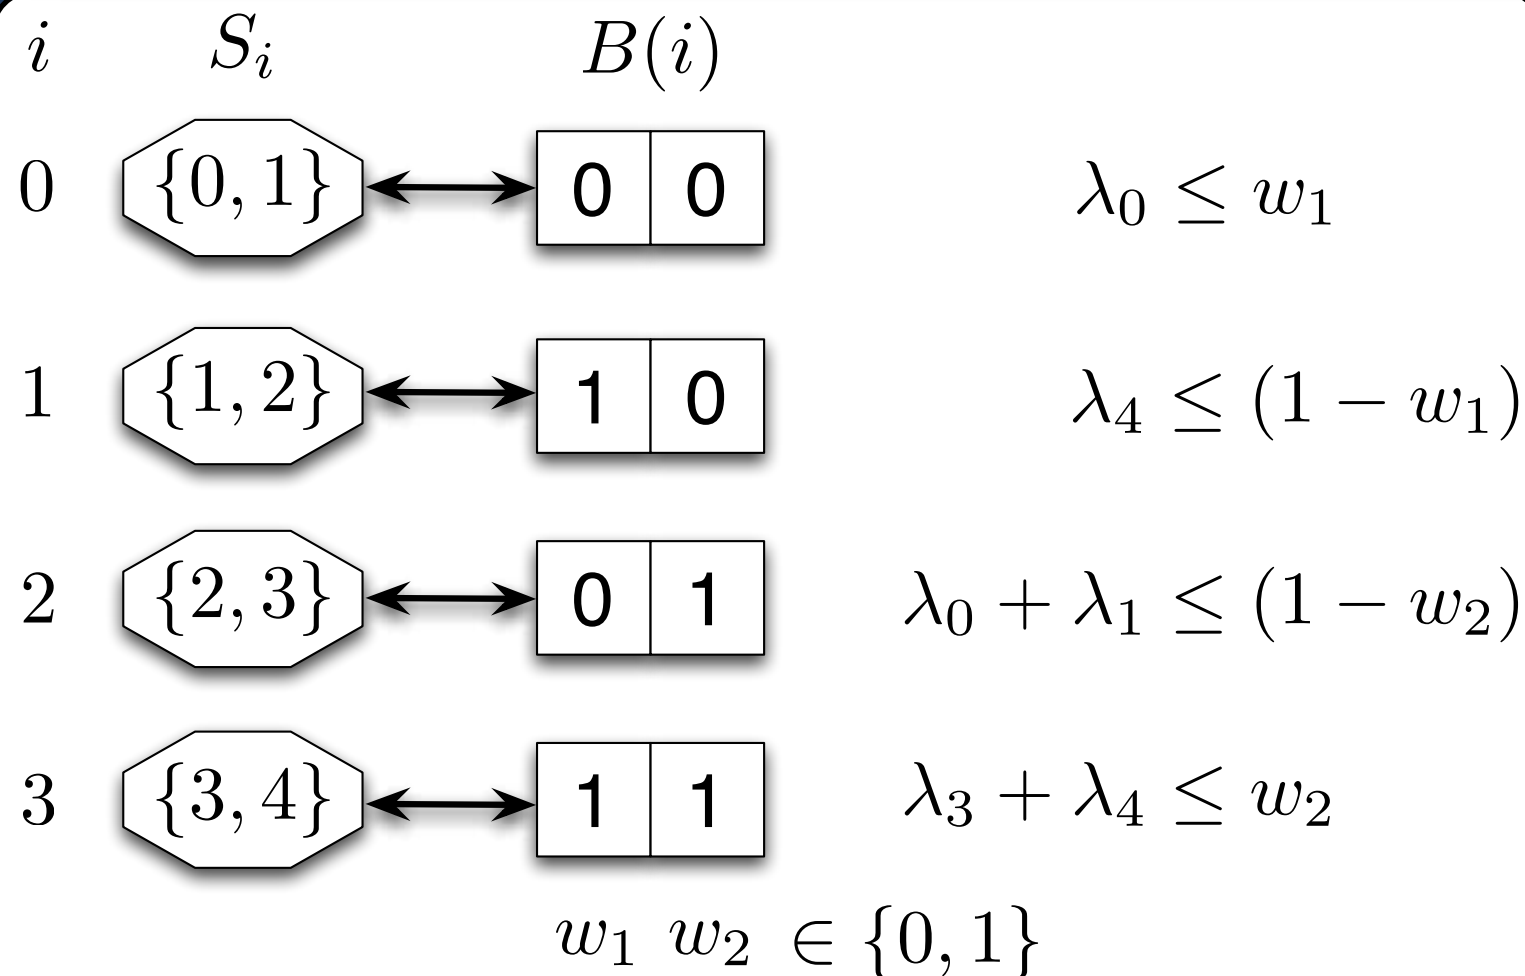 i S_i B(i)
0 {0, 1} 0 0 λ_0 ≤ w_1
1 {1, 2} 1 0 λ_4 ≤ (1 − w_1)
2 {2, 3} 0 1 λ_0 + λ_1 ≤ (1 − w_2)
3 {3, 4} 1 1 λ_3 + λ_4 ≤ w_2
w_1 w_2 ∈ {0, 1}